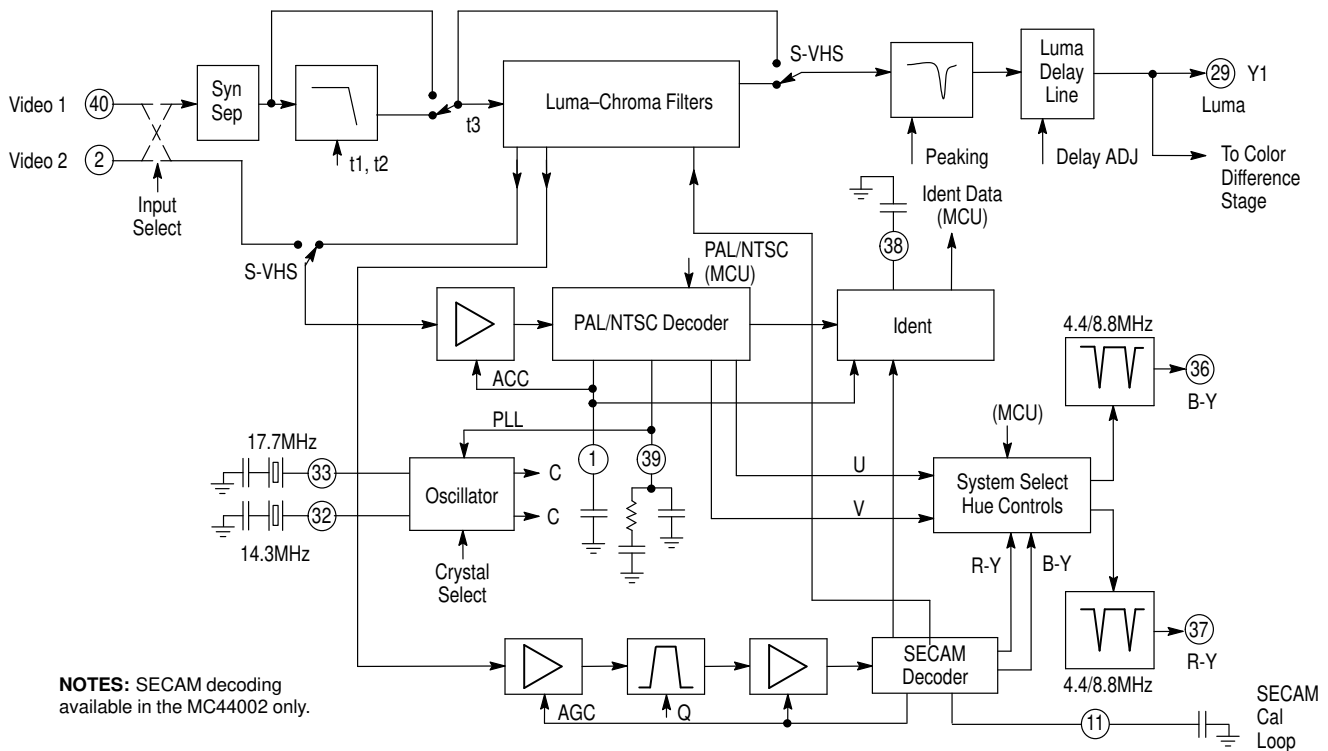 S-VHS
Video 1
40
Syn
Sep
t1, t2
t3
Luma–Chroma Filters
Peaking
Luma
Delay
Line
Delay ADJ
29
Y1
Luma
Video 2
2
Input
Select
To Color
Difference
Stage
S-VHS
38
Ident Data
(MCU)
PAL/NTSC
(MCU)
PAL/NTSC Decoder
Ident
ACC
PLL
4.4/8.8MHz
36
B-Y
17.7MHz
33
32
14.3MHz
Oscillator
C
C
Crystal
Select
1
39
U
V
(MCU)
System Select
Hue Controls
R-Y
B-Y
37
R-Y
4.4/8.8MHz
SECAM
Decoder
AGC
Q
11
SECAM
Cal
Loop
NOTES: SECAM decoding
available in the MC44002 only.